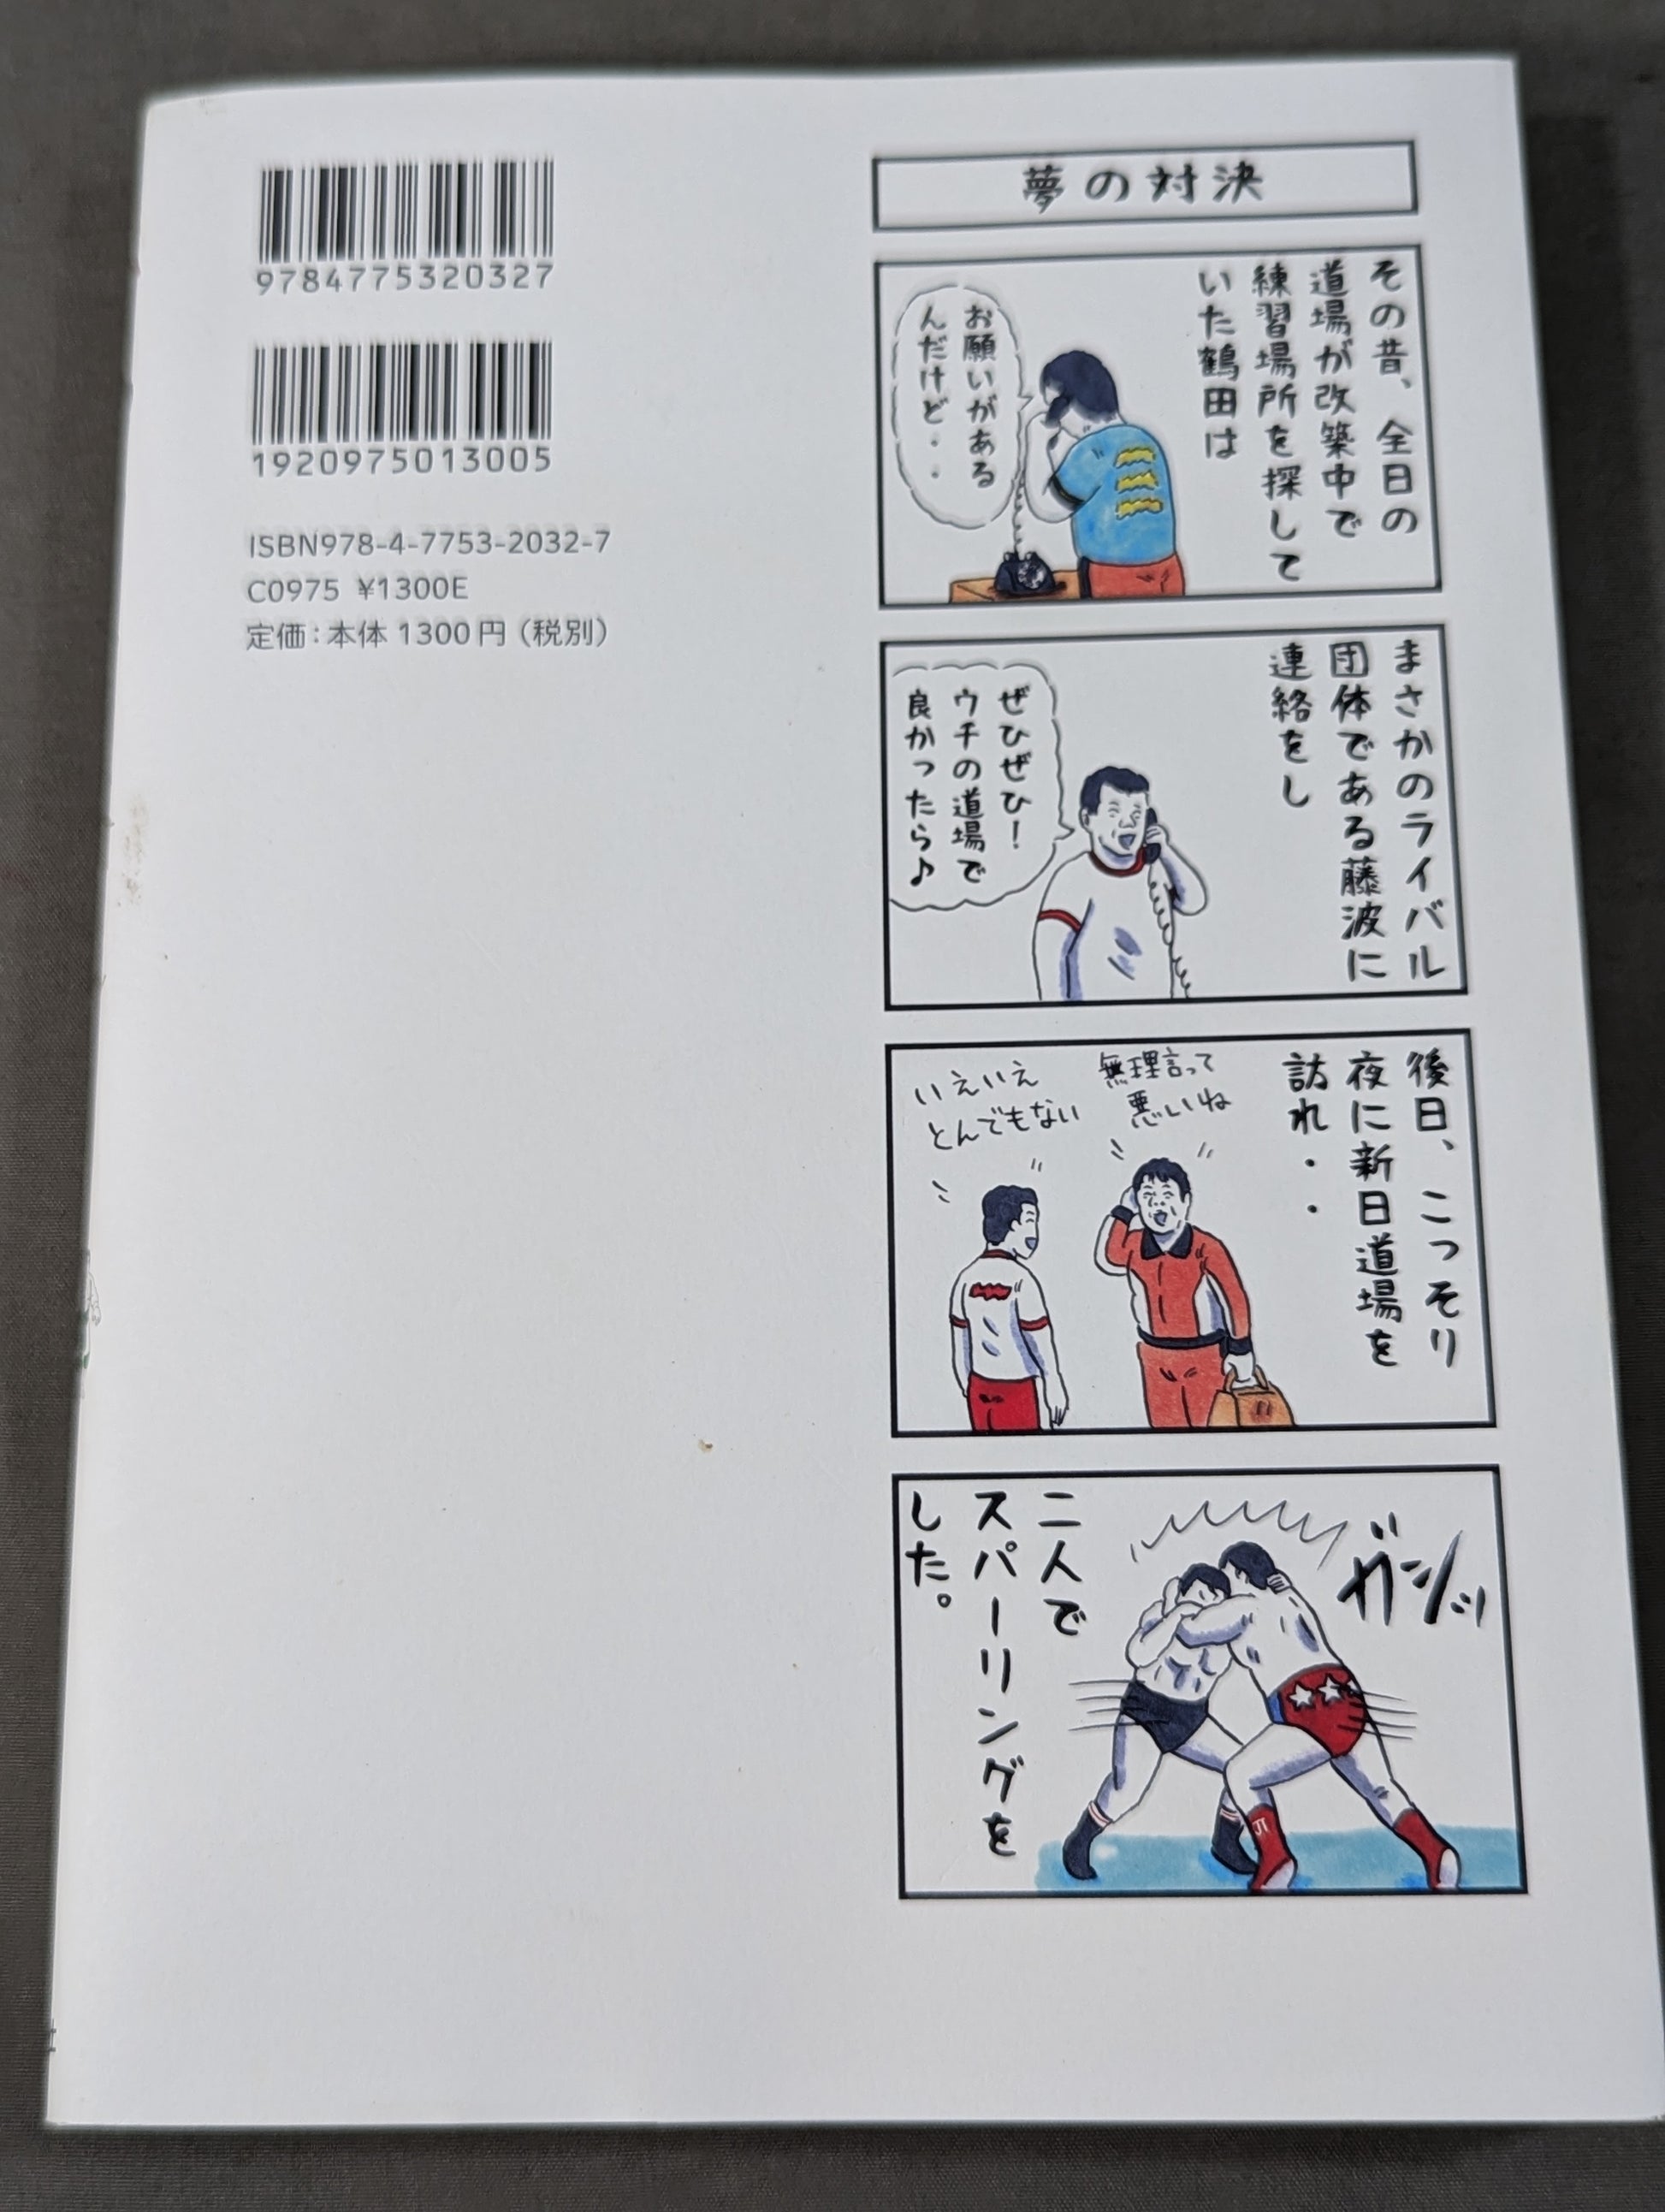 9784775320327
1920975013005
ISBN978-4-7753-2032-7
C0975 ¥1300E
定価：本体 1300円（税別）
夢の対決
その昔、全日の
道場が改築中で
練習場所を探して
いた鶴田は
お願いがある
んだけど・・
まさかのライバル
団体である藤波に
連絡をし
ぜひぜひ！
ウチの道場で
良かったら♪
後日、こっそり
夜に新日道場を
訪れ・・
無理言って
悪いね
いえいえ
とんでもない
ガシッ
JT
二人で
スパーリングを
した。